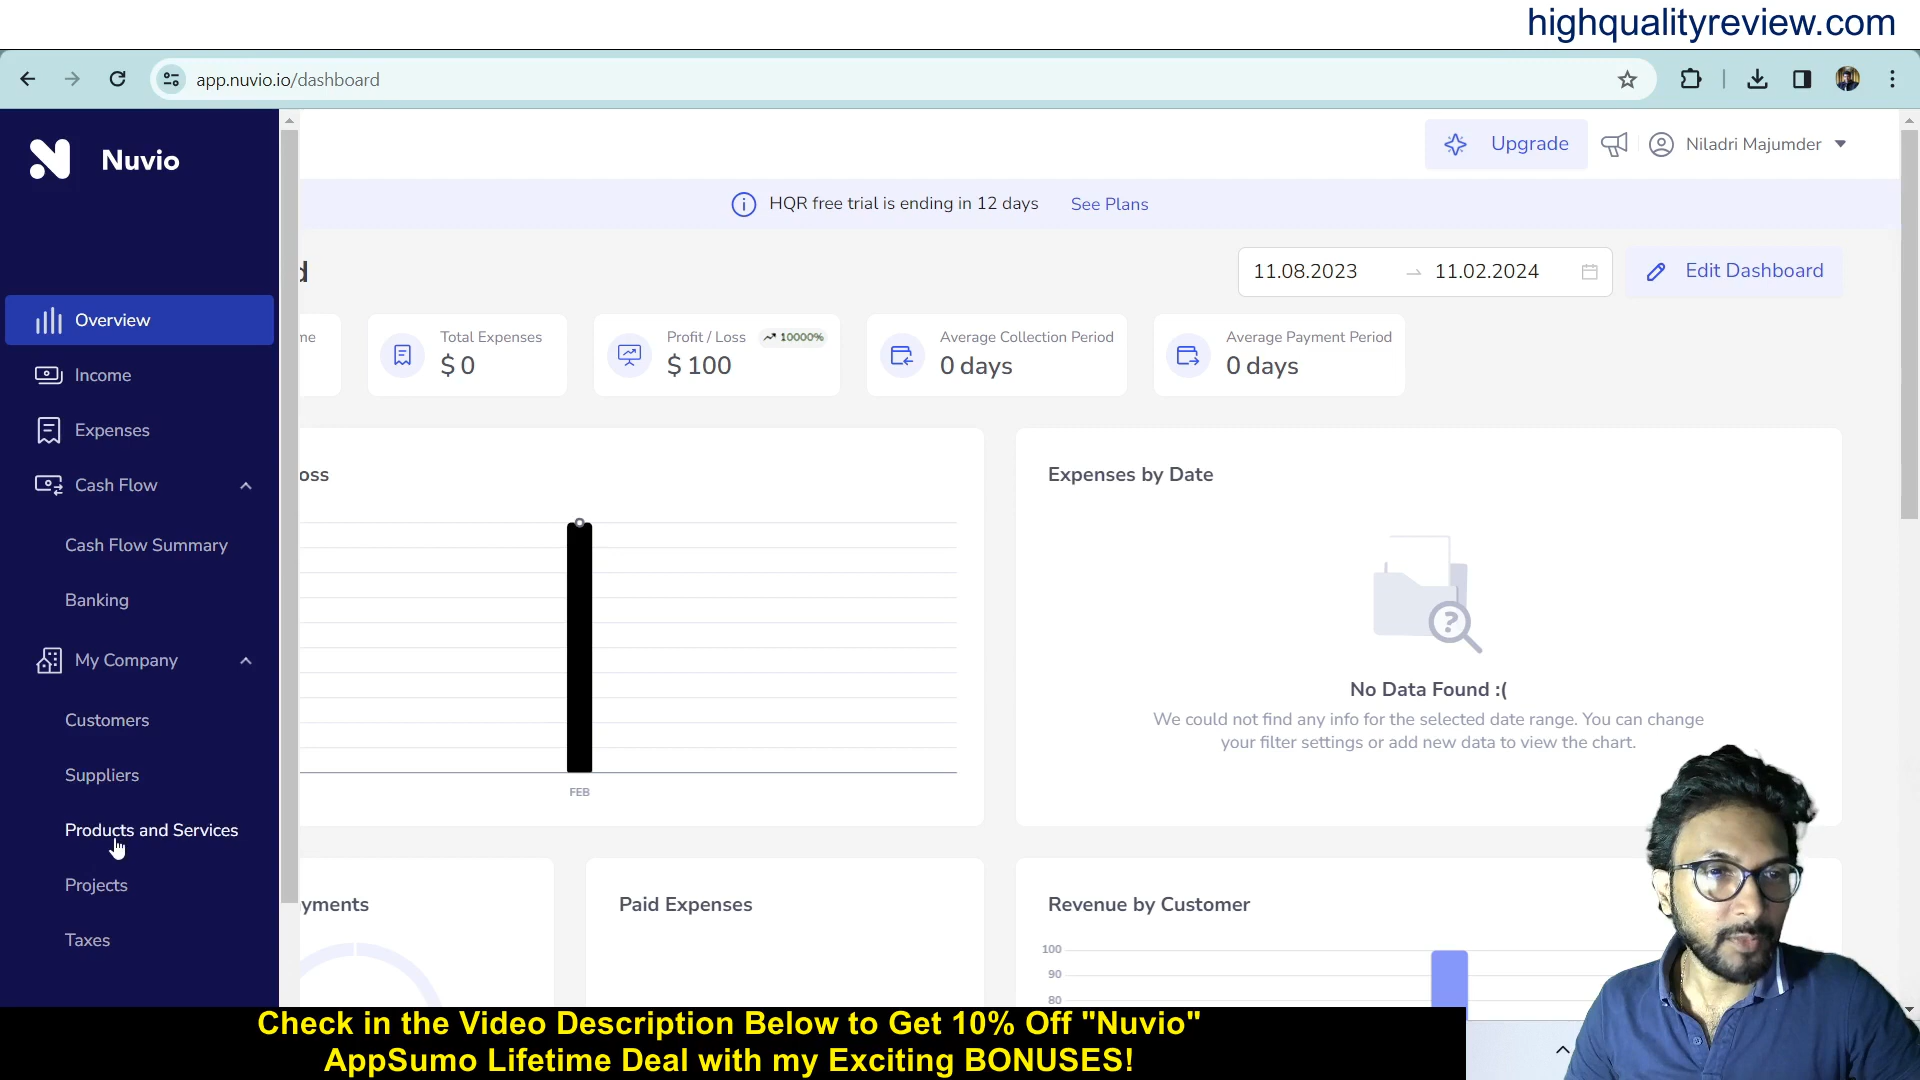 highqualityreview.com
app.nuvio.io/dashboard
Nuvio
Upgrade
Niladri Majumder
HQR free trial is ending in 12 days
See Plans
d
11.08.2023
11.02.2024
Edit Dashboard
Overview
Income
Expenses
Cash Flow
Cash Flow Summary
Banking
My Company
Customers
Suppliers
Products and Services
Projects
Taxes
ne
Total Expenses
$ 0
Profit / Loss
10000%
$ 100
Average Collection Period
0 days
Average Payment Period
0 days
oss
FEB
Expenses by Date
No Data Found :(
We could not find any info for the selected date range. You can change
your filter settings or add new data to view the chart.
yments
Paid Expenses
Revenue by Customer
100
90
80
Check in the Video Description Below to Get 10% Off "Nuvio"
AppSumo Lifetime Deal with my Exciting BONUSES!